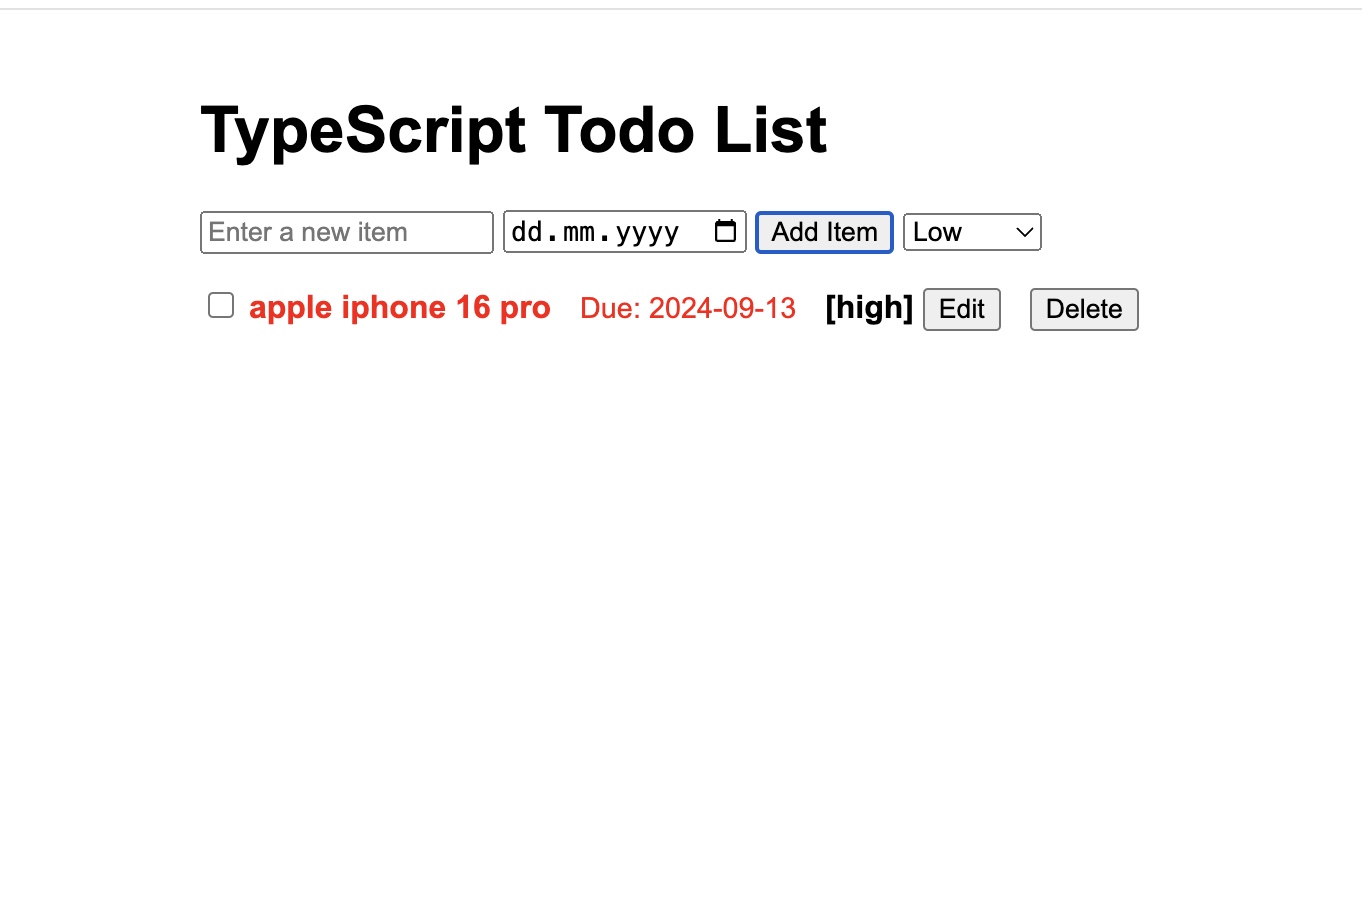 TypeScript Todo List
Enter a new item dd.mm.yyyy Add Item Low
apple iphone 16 pro Due: 2024-09-13 [high] Edit Delete